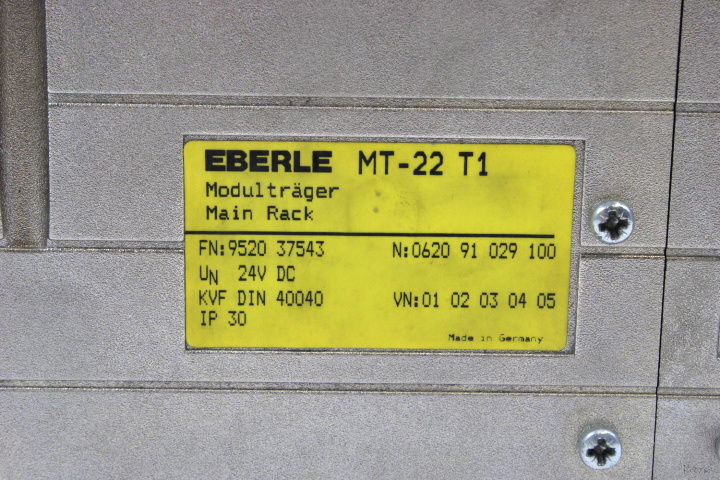 EBERLE MT-22 T1
Modulträger
Main Rack
FN:9520 37543 N:0620 91 029 100
UN 24V DC
KVF DIN 40040 VN:01 02 03 04 05
IP 30
Made in Germany